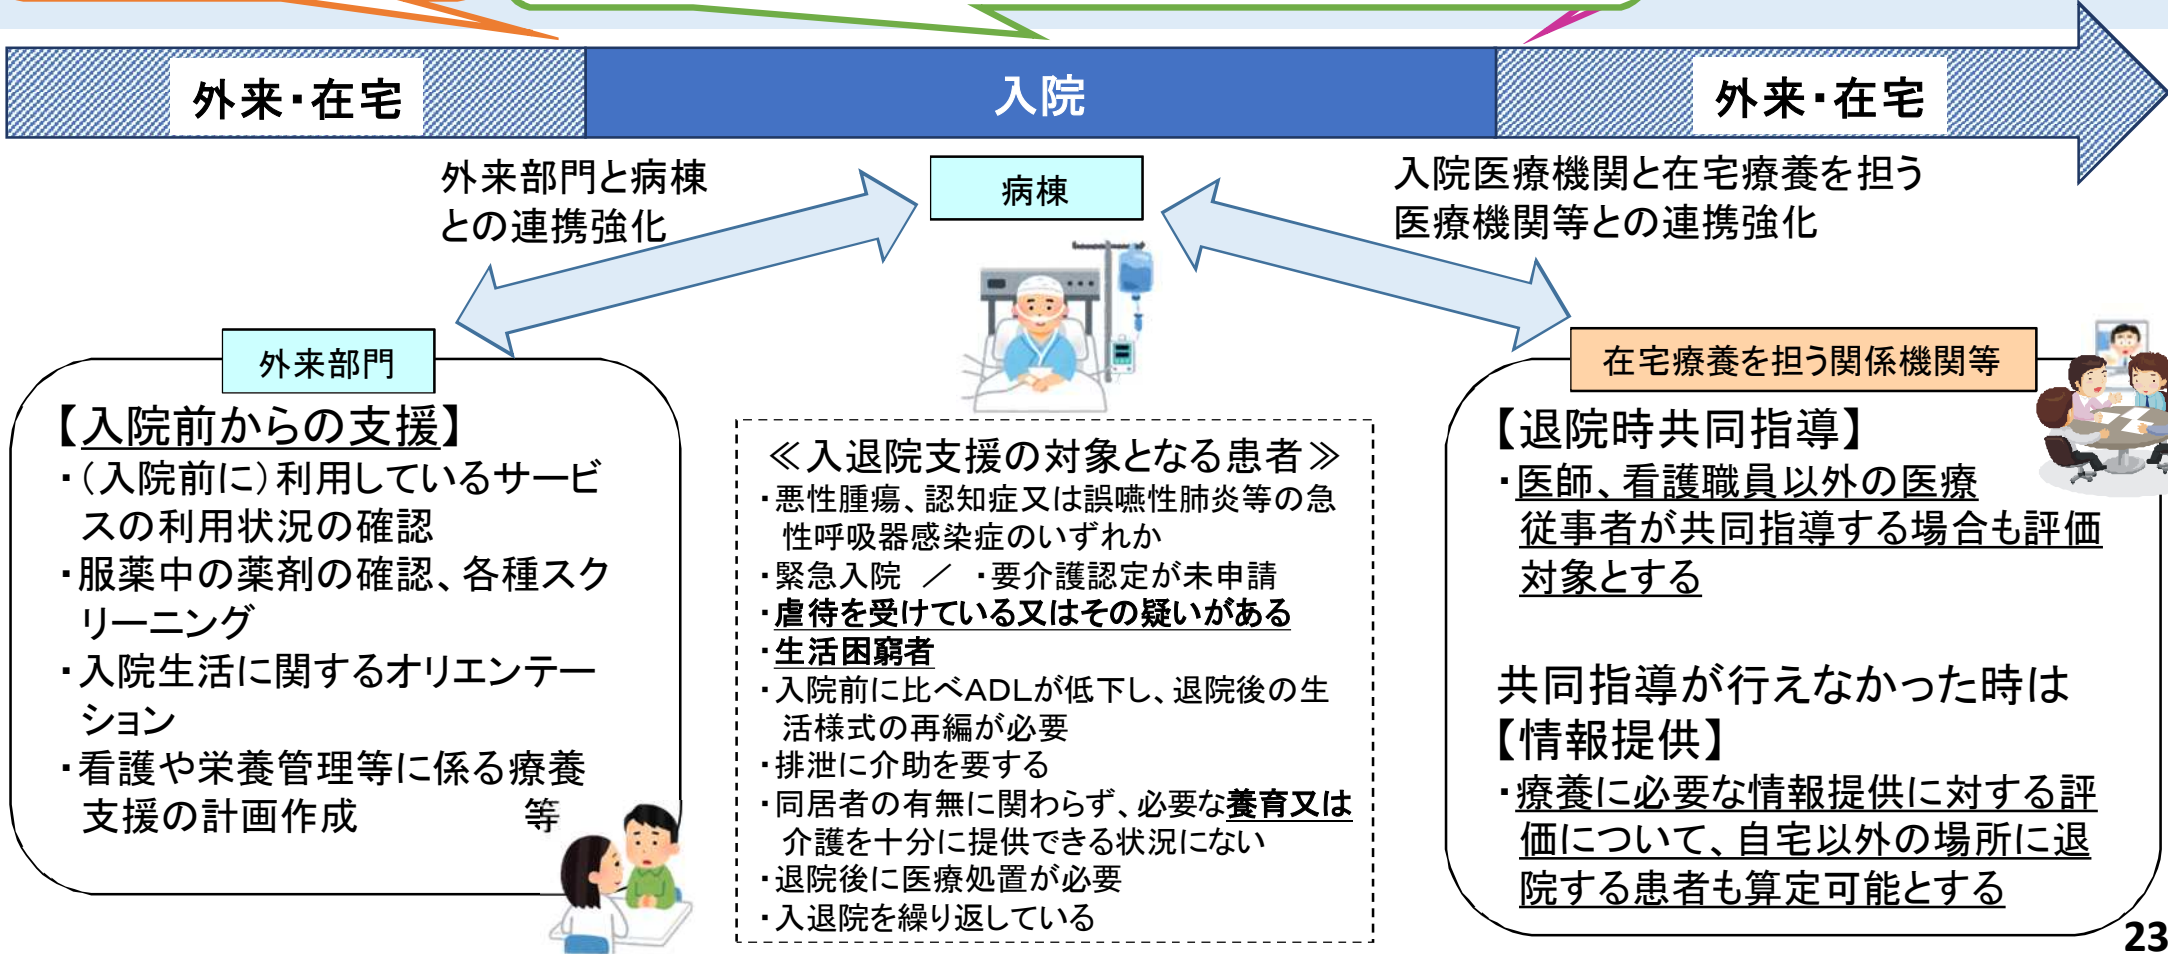 外来・在宅
入院
外来・在宅
外来部門と病棟
との連携強化
病棟
入院医療機関と在宅療養を担う
医療機関等との連携強化
外来部門
【入院前からの支援】
・(入院前に)利用しているサービ
スの利用状況の確認
・服薬中の薬剤の確認、各種スク
リーニング
・入院生活に関するオリエンテー
ション
・看護や栄養管理等に係る療養
支援の計画作成　　　　等
≪入退院支援の対象となる患者≫
・悪性腫瘍、認知症又は誤嚥性肺炎等の急
性呼吸器感染症のいずれか
・緊急入院　／　・要介護認定が未申請
・虐待を受けている又はその疑いがある
・生活困窮者
・入院前に比べADLが低下し、退院後の生
活様式の再編が必要
・排泄に介助を要する
・同居者の有無に関わらず、必要な養育又は
介護を十分に提供できる状況にない
・退院後に医療処置が必要
・入退院を繰り返している
在宅療養を担う関係機関等
【退院時共同指導】
・医師、看護職員以外の医療
従事者が共同指導する場合も評価
対象とする
共同指導が行えなかった時は
【情報提供】
・療養に必要な情報提供に対する評
価について、自宅以外の場所に退
院する患者も算定可能とする
23